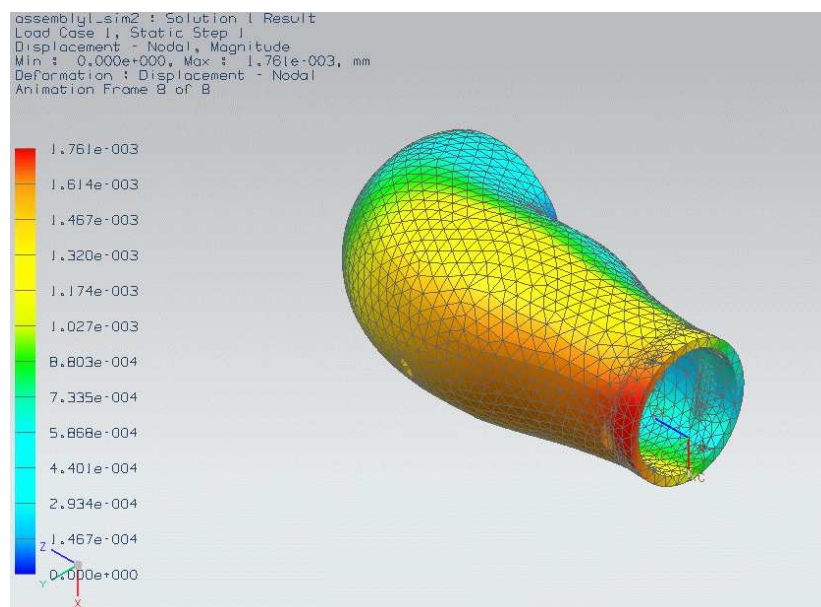 assembly1_sim2 : Solution 1 Result
Load Case 1, Static Step 1
Displacement - Nodal, Magnitude
Min : 0.000e+000, Max : 1.761e-003, mm
Deformation : Displacement - Nodal
Animation Frame 8 of 8
1.761e-003
1.614e-003
1.467e-003
1.320e-003
1.174e-003
1.027e-003
8.803e-004
7.335e-004
5.868e-004
4.401e-004
2.934e-004
1.467e-004
0.000e+000
Z
Y
X